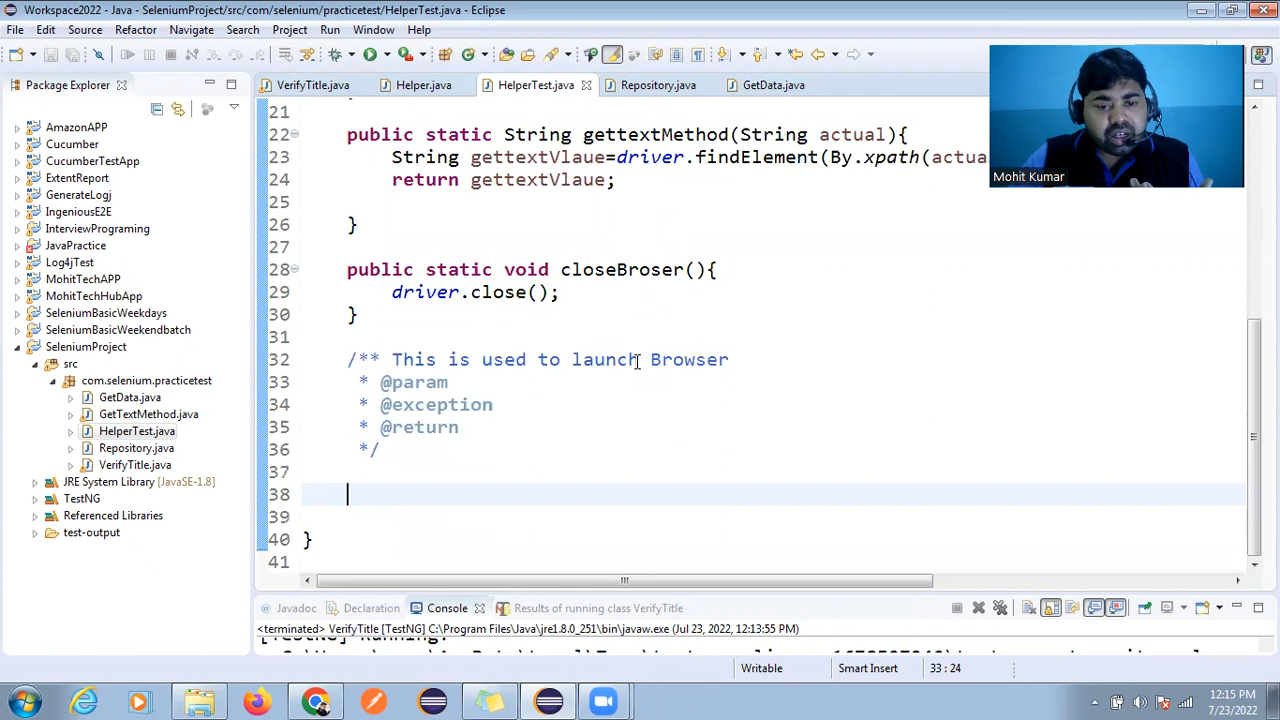 Workspace2022 - Java - SeleniumProject/src/com/selenium/practicetest/HelperTest.java - Eclipse
File Edit Source Refactor Navigate Search Project Run Window Help
Package Explorer
VerifyTitle.java Helper.java HelperTest.java Repository.java GetData.java
AmazonAPP
Cucumber
CucumberTestApp
ExtentReport
GenerateLogj
IngeniousE2E
InterviewPrograming
JavaPractice
Log4jTest
MohitTechAPP
MohitTechHubApp
SeleniumBasicWeekdays
SeleniumBasicWeekendbatch
SeleniumProject
src
com.selenium.practicetest
GetData.java
GetTextMethod.java
HelperTest.java
Repository.java
VerifyTitle.java
JRE System Library [JavaSE-1.8]
TestNG
Referenced Libraries
test-output
21
22 public static String gettextMethod(String actual){
23 String gettextVlaue=driver.findElement(By.xpath(actua
24 return gettextVlaue;
25
26 }
27
28 public static void closeBroser(){
29 driver.close();
30 }
31
32 /** This is used to launch Browser
33 * @param
34 * @exception
35 * @return
36 */
37
38
39
40 }
41
Mohit Kumar
Javadoc Declaration Console Results of running class VerifyTitle
<terminated> VerifyTitle [TestNG] C:\Program Files\Java\jre1.8.0_251\bin\javaw.exe (Jul 23, 2022, 12:13:55 PM)
[TestNG] Running:
Writable Smart Insert 33 : 24
12:15 PM
7/23/2022